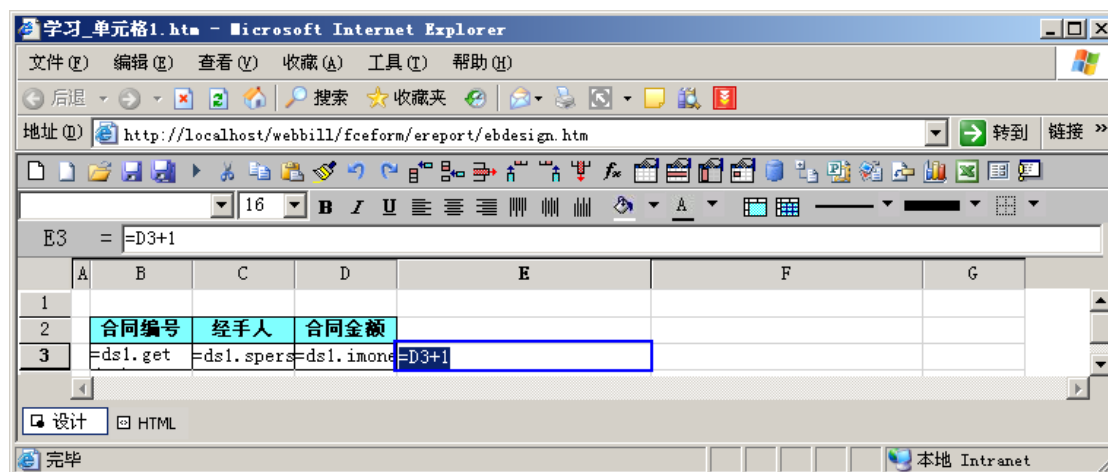 学习_单元格1.htm - Microsoft Internet Explorer
文件(F) 编辑(E) 查看(V) 收藏(A) 工具(T) 帮助(H)
后退 搜索 收藏夹
地址(D) http://localhost/webbill/fceform/ereport/ebdesign.htm 转到 链接 »
16 B I U A
E3 = =D3+1
A B C D E F G
1
2 合同编号 经手人 合同金额
3 =ds1.get =ds1.spers =ds1.imone =D3+1
设计 HTML
完毕 本地 Intranet